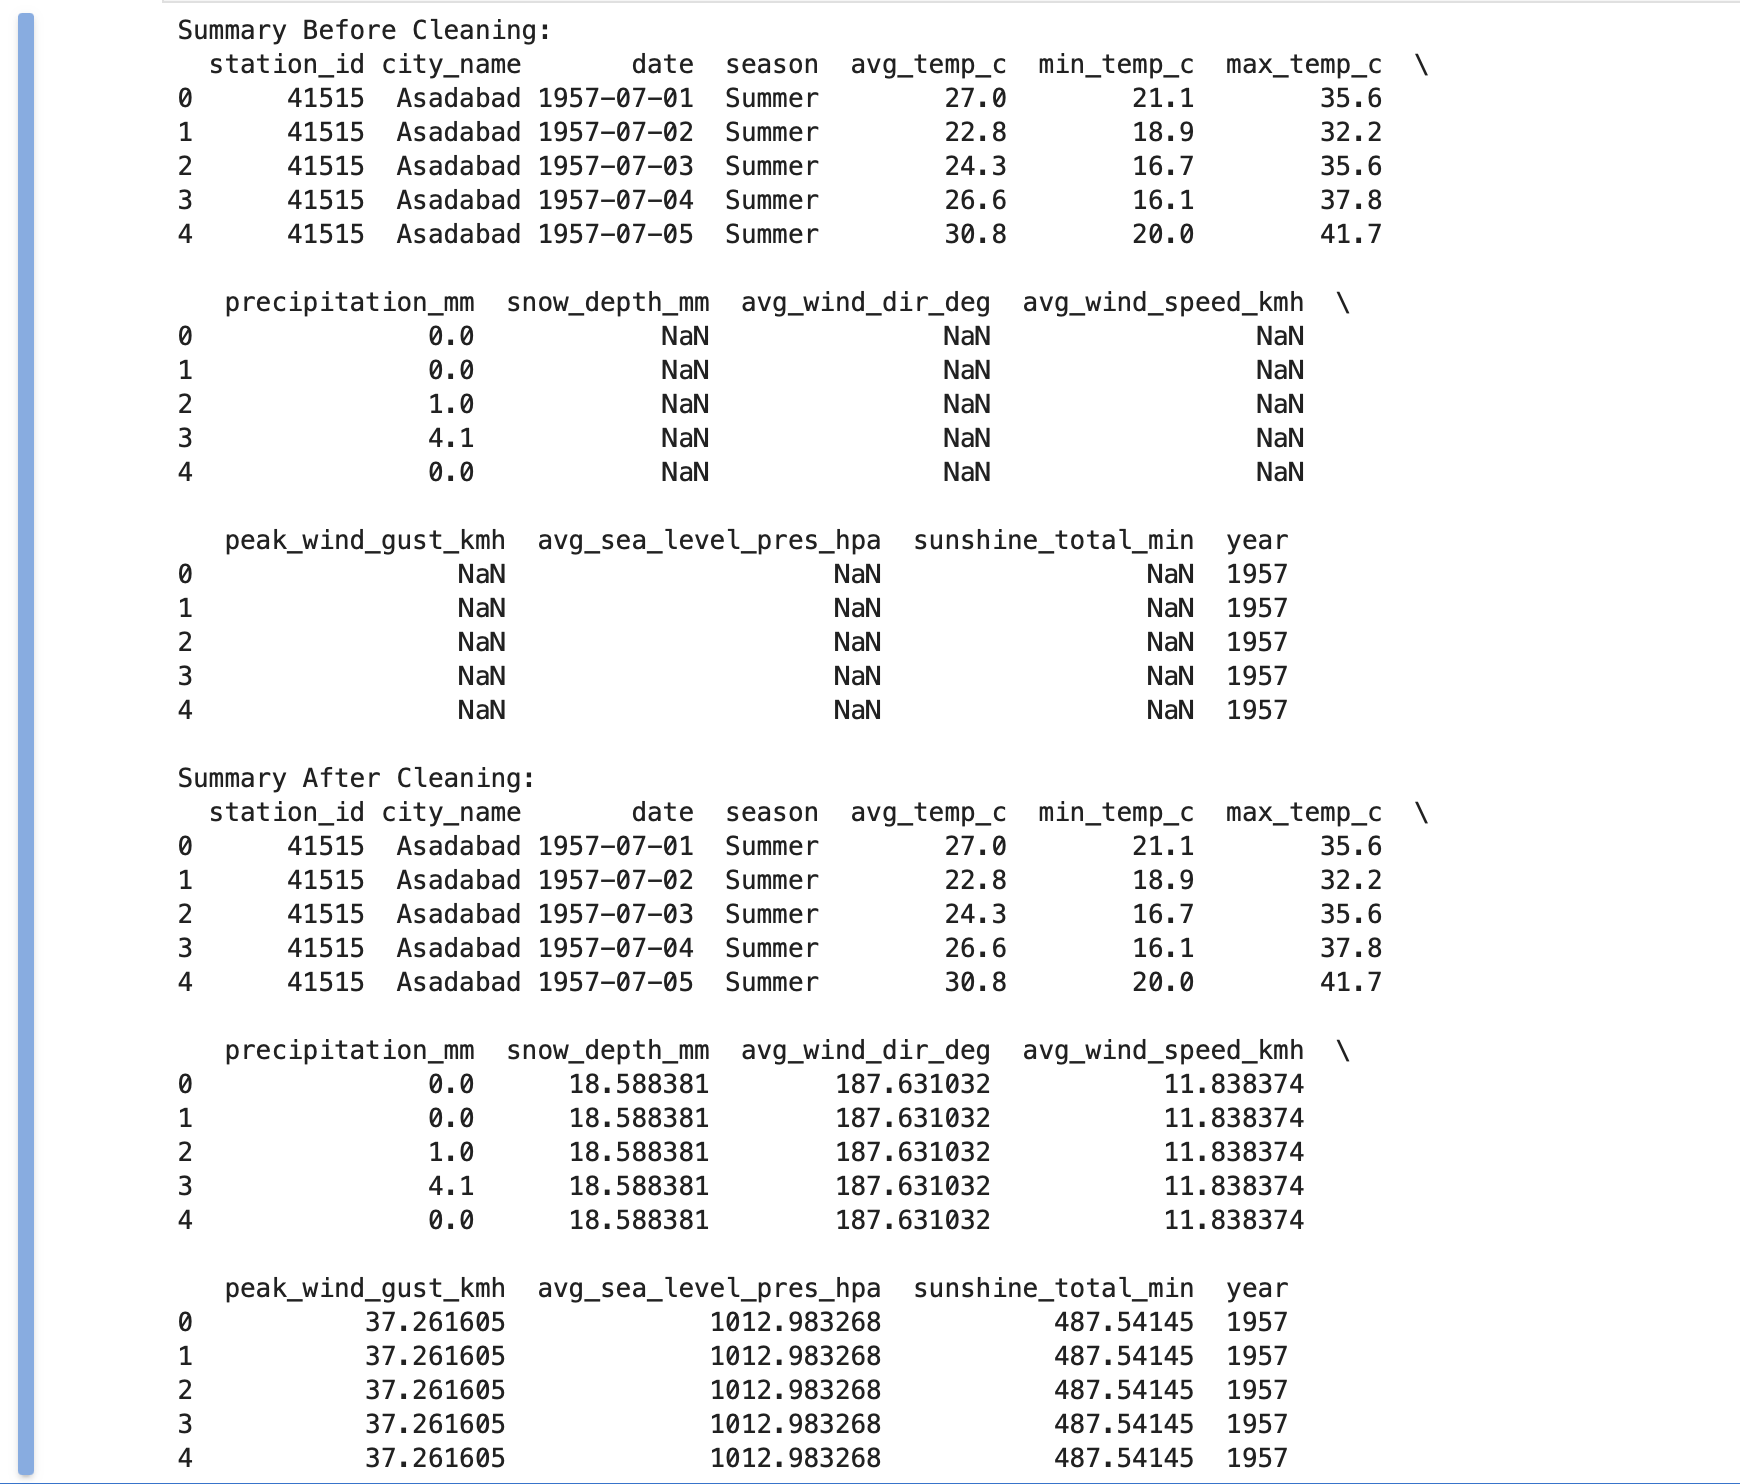 Summary Before Cleaning:
  station_id city_name       date  season  avg_temp_c  min_temp_c  max_temp_c  \
0      41515  Asadabad 1957-07-01  Summer        27.0        21.1        35.6
1      41515  Asadabad 1957-07-02  Summer        22.8        18.9        32.2
2      41515  Asadabad 1957-07-03  Summer        24.3        16.7        35.6
3      41515  Asadabad 1957-07-04  Summer        26.6        16.1        37.8
4      41515  Asadabad 1957-07-05  Summer        30.8        20.0        41.7
   precipitation_mm  snow_depth_mm  avg_wind_dir_deg  avg_wind_speed_kmh  \
0               0.0            NaN               NaN                 NaN
1               0.0            NaN               NaN                 NaN
2               1.0            NaN               NaN                 NaN
3               4.1            NaN               NaN                 NaN
4               0.0            NaN               NaN                 NaN
   peak_wind_gust_kmh  avg_sea_level_pres_hpa  sunshine_total_min  year
0                 NaN                     NaN                 NaN  1957
1                 NaN                     NaN                 NaN  1957
2                 NaN                     NaN                 NaN  1957
3                 NaN                     NaN                 NaN  1957
4                 NaN                     NaN                 NaN  1957
Summary After Cleaning:
  station_id city_name       date  season  avg_temp_c  min_temp_c  max_temp_c  \
0      41515  Asadabad 1957-07-01  Summer        27.0        21.1        35.6
1      41515  Asadabad 1957-07-02  Summer        22.8        18.9        32.2
2      41515  Asadabad 1957-07-03  Summer        24.3        16.7        35.6
3      41515  Asadabad 1957-07-04  Summer        26.6        16.1        37.8
4      41515  Asadabad 1957-07-05  Summer        30.8        20.0        41.7
   precipitation_mm  snow_depth_mm  avg_wind_dir_deg  avg_wind_speed_kmh  \
0               0.0      18.588381        187.631032           11.838374
1               0.0      18.588381        187.631032           11.838374
2               1.0      18.588381        187.631032           11.838374
3               4.1      18.588381        187.631032           11.838374
4               0.0      18.588381        187.631032           11.838374
   peak_wind_gust_kmh  avg_sea_level_pres_hpa  sunshine_total_min  year
0           37.261605             1012.983268           487.54145  1957
1           37.261605             1012.983268           487.54145  1957
2           37.261605             1012.983268           487.54145  1957
3           37.261605             1012.983268           487.54145  1957
4           37.261605             1012.983268           487.54145  1957